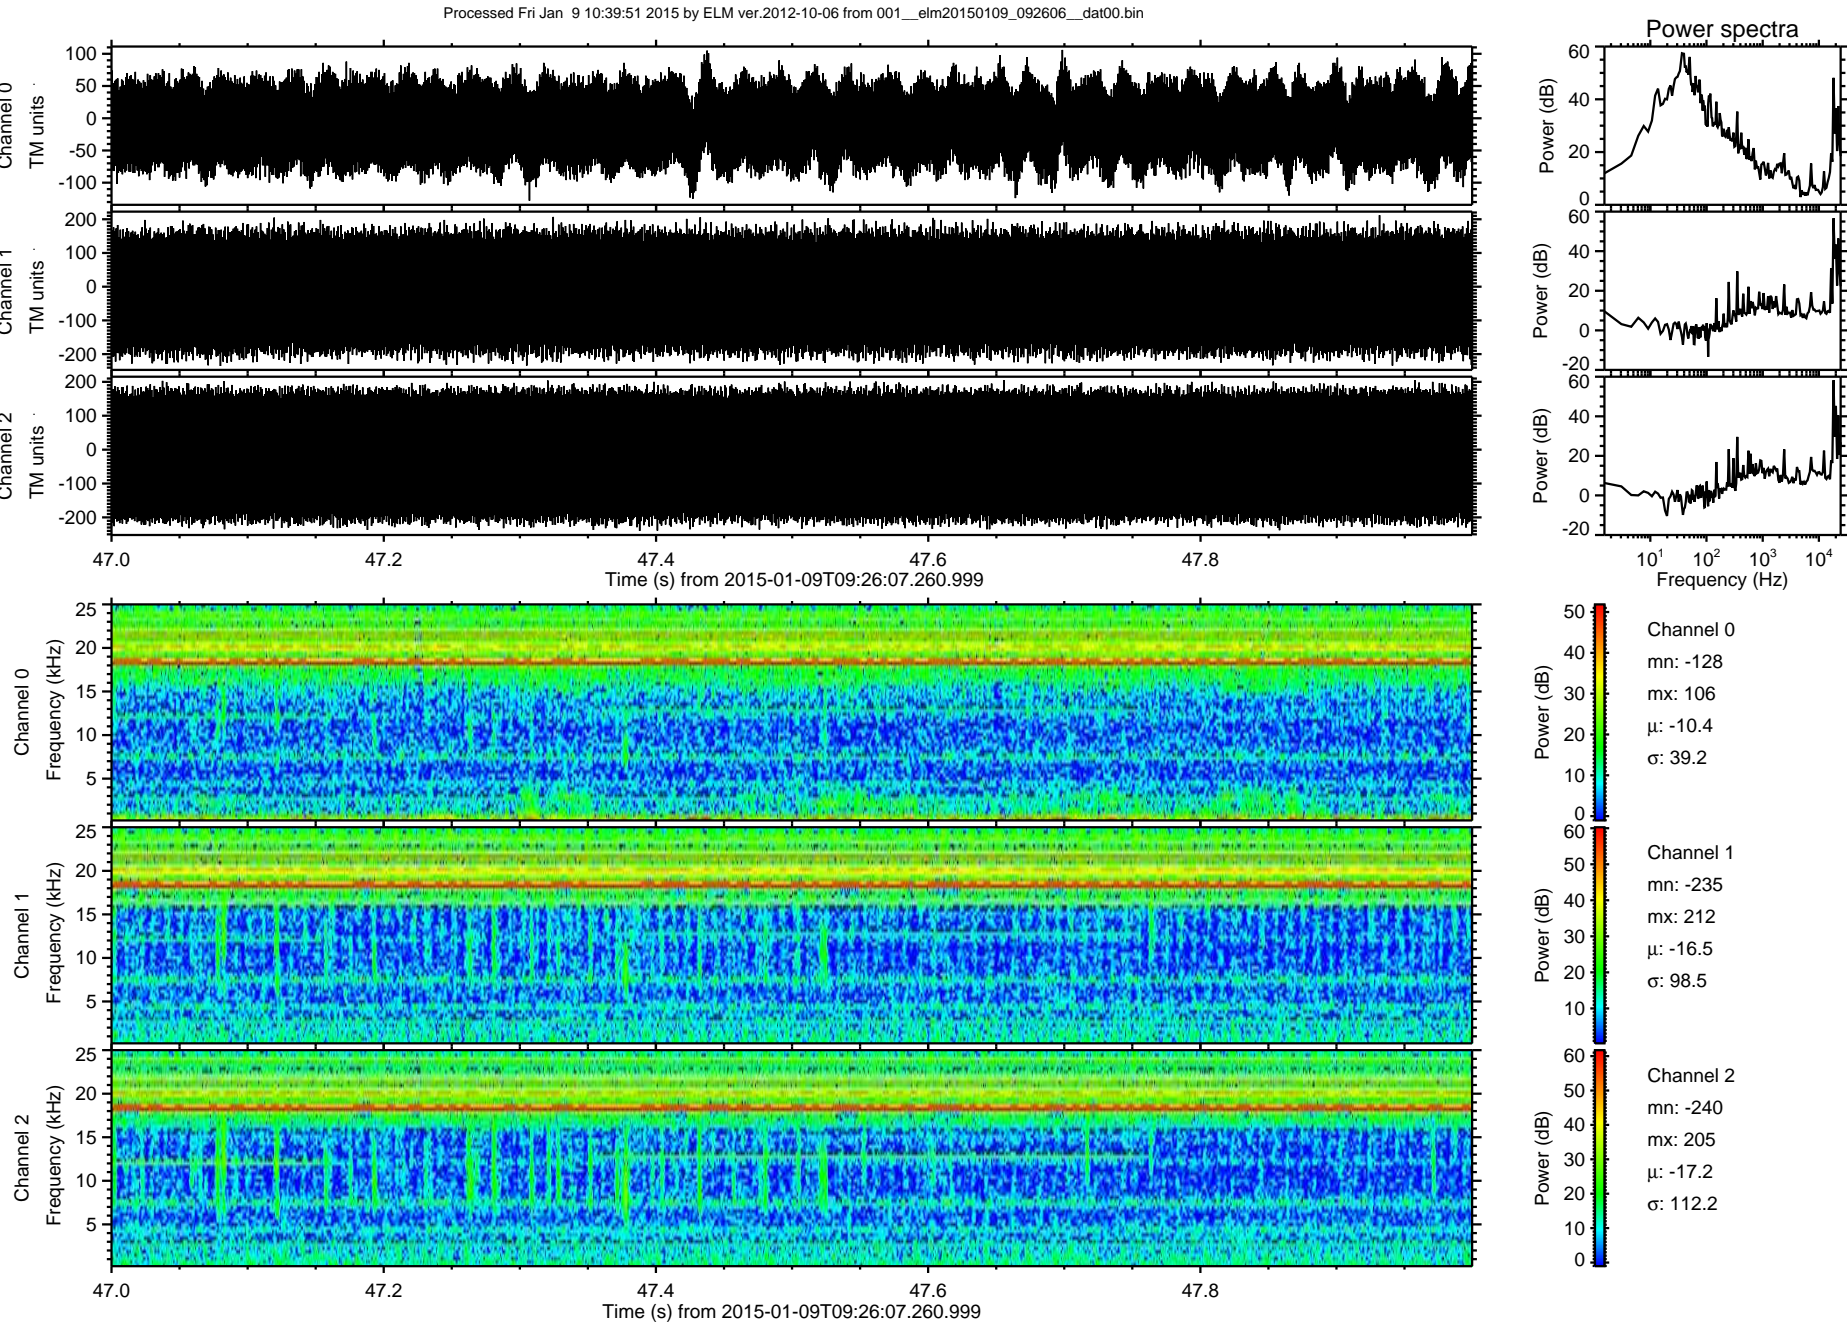 Processed Fri Jan  9 10:39:51 2015 by ELM ver.2012-10-06 from 001__elm20150109_092606__dat00.bin
Power spectra
Channel 0
TM units
100
50
0
-50
-100
Power (dB)
60
40
20
0
Channel 1
TM units
200
100
0
-100
-200
Power (dB)
60
40
20
0
-20
Channel 2
TM units
200
100
0
-100
-200
Power (dB)
60
40
20
0
-20
47.0 47.2 47.4 47.6 47.8
Time (s) from 2015-01-09T09:26:07.260.999
10¹ 10² 10³ 10⁴
Frequency (Hz)
Channel 0
Frequency (kHz)
25
20
15
10
5
Power (dB)
50
40
30
20
10
0
Channel 0
mn: -128
mx: 106
μ: -10.4
σ: 39.2
Channel 1
Frequency (kHz)
25
20
15
10
5
Power (dB)
60
50
40
30
20
10
Channel 1
mn: -235
mx: 212
μ: -16.5
σ: 98.5
Channel 2
Frequency (kHz)
25
20
15
10
5
Power (dB)
60
50
40
30
20
10
0
Channel 2
mn: -240
mx: 205
μ: -17.2
σ: 112.2
47.0 47.2 47.4 47.6 47.8
Time (s) from 2015-01-09T09:26:07.260.999